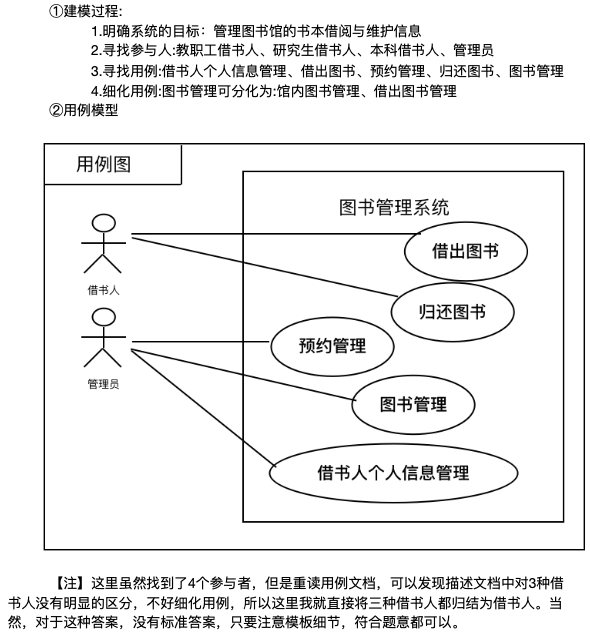 ①建模过程:
1.明确系统的目标：管理图书馆的书本借阅与维护信息
2.寻找参与人:教职工借书人、研究生借书人、本科借书人、管理员
3.寻找用例:借书人个人信息管理、借出图书、预约管理、归还图书、图书管理
4.细化用例:图书管理可分化为:馆内图书管理、借出图书管理
②用例模型
用例图
图书管理系统
借出图书
借书人
归还图书
预约管理
管理员
图书管理
借书人个人信息管理
【注】这里虽然找到了4个参与者，但是重读用例文档，可以发现描述文档中对3种借
书人没有明显的区分，不好细化用例，所以这里我就直接将三种借书人都归结为借书人。当
然，对于这种答案，没有标准答案，只要注意模板细节，符合题意都可以。